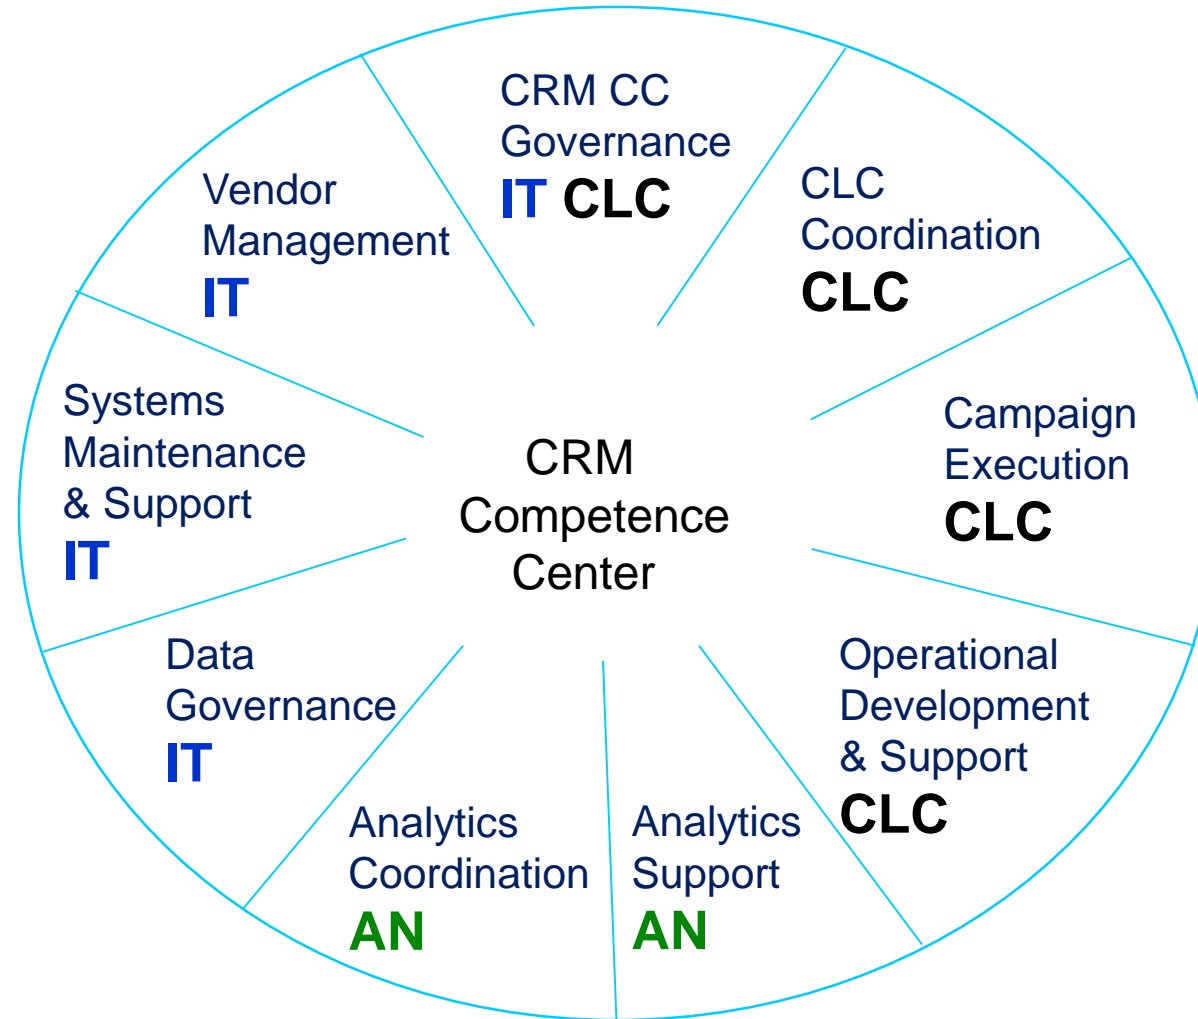 CRM CC
Governance
IT CLC
CLC
Coordination
CLC
Campaign
Execution
CLC
Operational
Development
& Support
CLC
Analytics
Support
AN
Analytics
Coordination
AN
Data
Governance
IT
Systems
Maintenance
& Support
IT
Vendor
Management
IT
CRM
Competence
Center